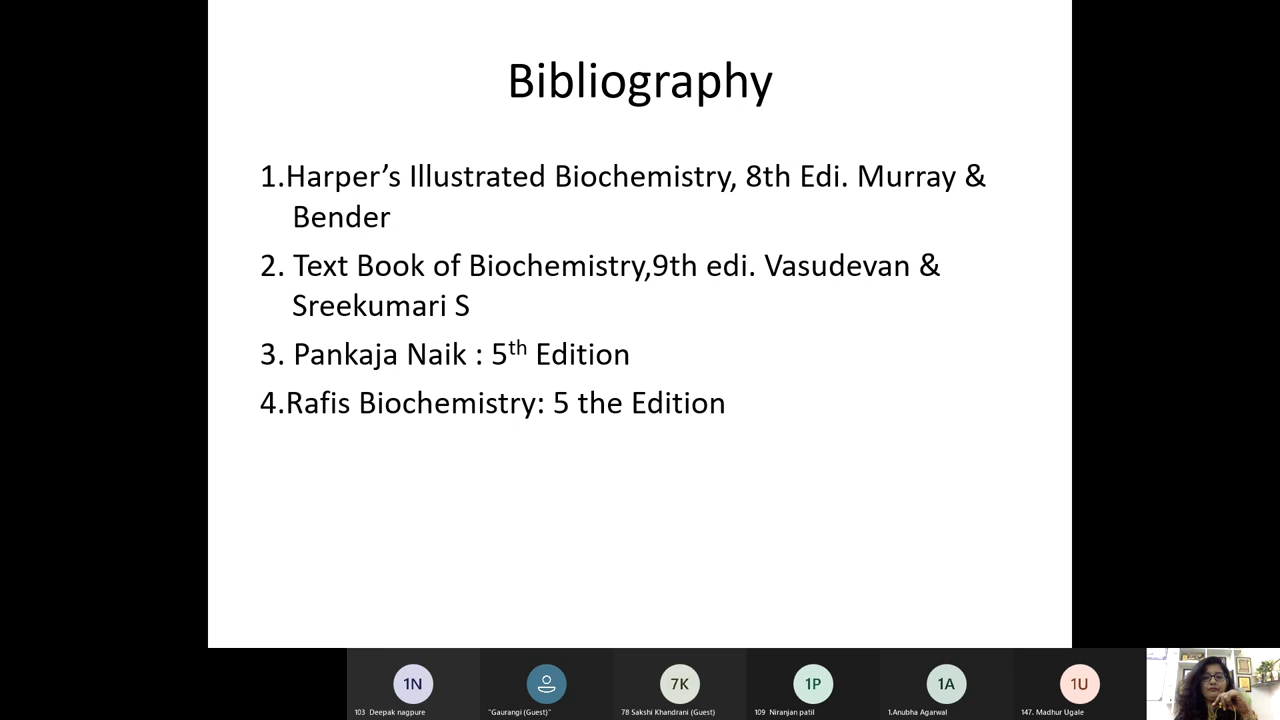 Bibliography
1.Harper’s Illustrated Biochemistry, 8th Edi. Murray &
Bender
2. Text Book of Biochemistry,9th edi. Vasudevan &
Sreekumari S
3. Pankaja Naik : 5th Edition
4.Rafis Biochemistry: 5 the Edition
1N
7K
1P
1A
1U
103 Deepak nagpure
"Gaurangi (Guest)"
78 Sakshi Khandrani (Guest)
109 Niranjan patil
1.Anubha Agarwal
147. Madhur Ugale